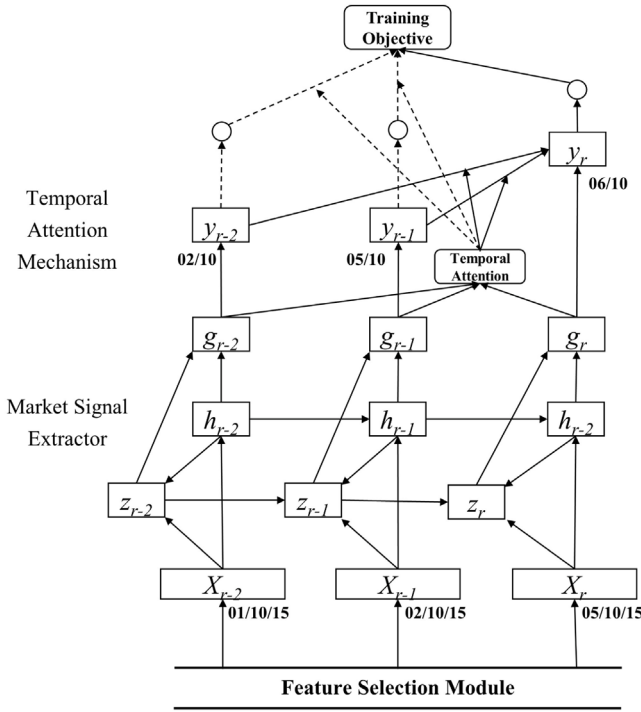 Training
Objective
y_r
06/10
Temporal
Attention
Mechanism
y_{r-2}
y_{r-1}
02/10
05/10
Temporal
Attention
g_{r-2}
g_{r-1}
g_r
Market Signal
Extractor
h_{r-2}
h_{r-1}
h_{r-2}
z_{r-2}
z_{r-1}
z_r
X_{r-2}
X_{r-1}
X_r
01/10/15
02/10/15
05/10/15
Feature Selection Module